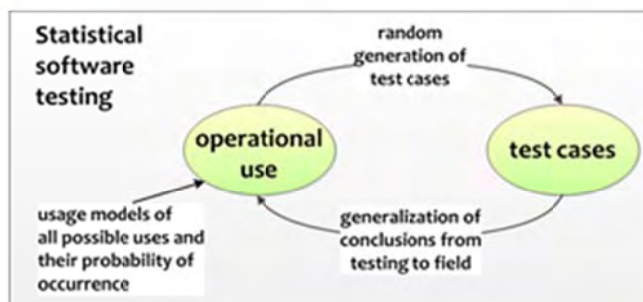 Statistical
software
testing
random
generation of
test cases
operational
use
test cases
usage models of
all possible uses and
their probability of
occurrence
generalization of
conclusions from
testing to field